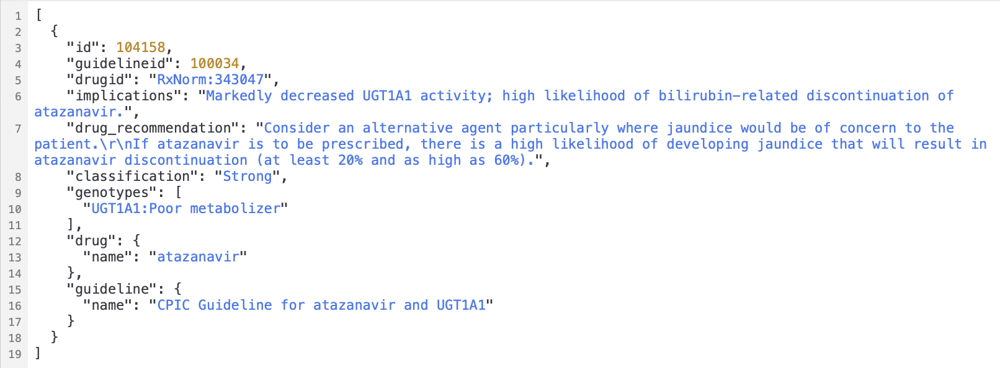 1 [
2   {
3     "id": 104158,
4     "guidelineid": 100034,
5     "drugid": "RxNorm:343047",
6     "implications": "Markedly decreased UGT1A1 activity; high likelihood of bilirubin-related discontinuation of
atazanavir.",
7     "drug_recommendation": "Consider an alternative agent particularly where jaundice would be of concern to the
patient.\r\nIf atazanavir is to be prescribed, there is a high likelihood of developing jaundice that will result in
atazanavir discontinuation (at least 20% and as high as 60%).",
8     "classification": "Strong",
9     "genotypes": [
10       "UGT1A1:Poor metabolizer"
11     ],
12     "drug": {
13       "name": "atazanavir"
14     },
15     "guideline": {
16       "name": "CPIC Guideline for atazanavir and UGT1A1"
17     }
18   }
19 ]